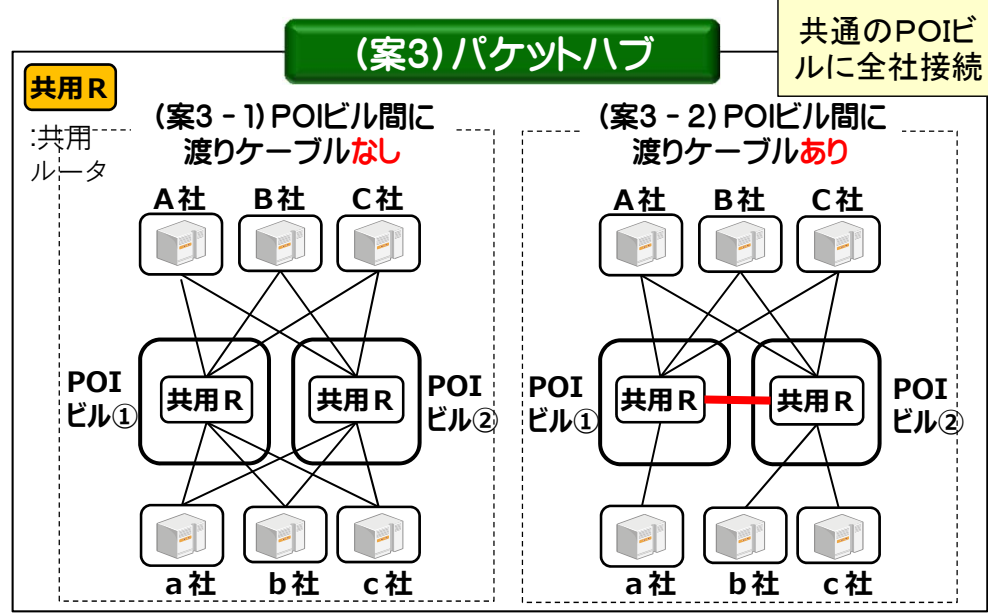 (案3)パケットハブ
共通のPOIビ
ルに全社接続
共用R
:共用
ルータ
(案3‐1)POIビル間に
渡りケーブルなし
A社 B社 C社
POI
ビル①
共用R
共用R
POI
ビル②
a社 b社 c社
(案3‐2)POIビル間に
渡りケーブルあり
A社 B社 C社
POI
ビル①
共用R
共用R
POI
ビル②
a社 b社 c社